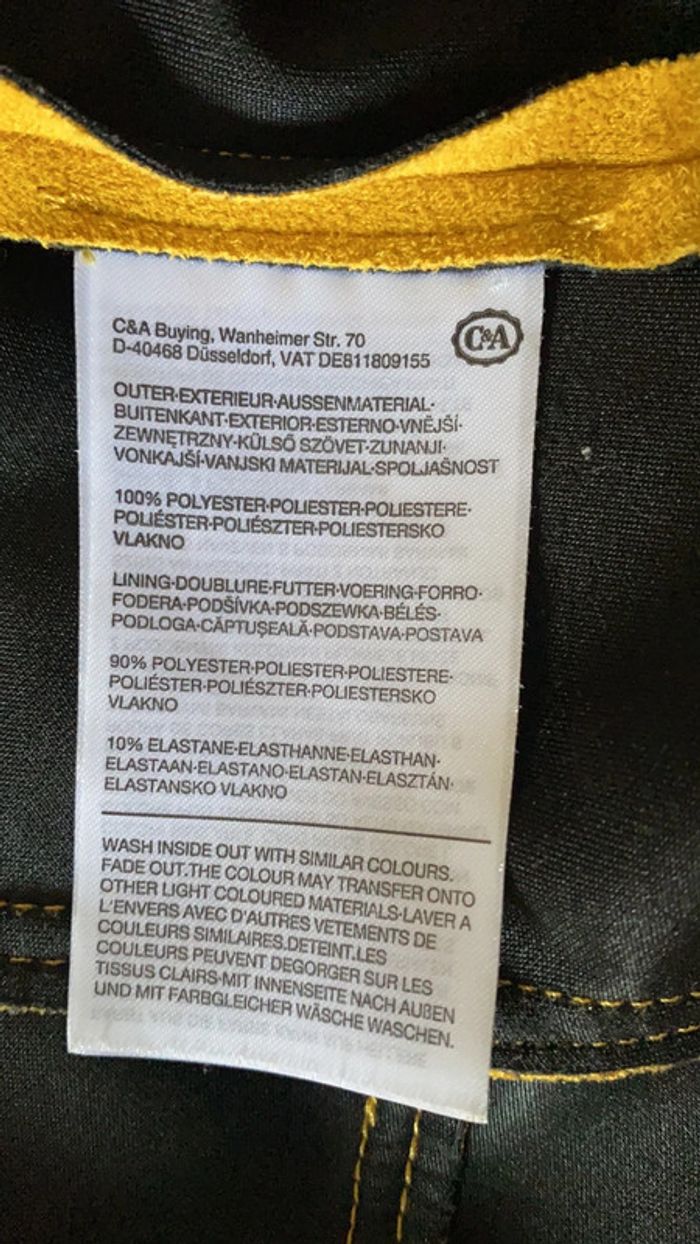 C&A Buying, Wanheimer Str. 70
D-40468 Düsseldorf, VAT DE811809155
C&A
OUTER·EXTERIEUR·AUSSENMATERIAL·
BUITENKANT·EXTERIOR·ESTERNO·VNĚJŠÍ·
ZEWNĘTRZNY·KÜLSŐ SZÖVET·ZUNANJI·
VONKAJŠÍ·VANJSKI MATERIJAL·SPOLJAŠNOST
100% POLYESTER·POLIESTER·POLIESTERE·
POLIÉSTER·POLIÉSZTER·POLIESTERSKO
VLAKNO
LINING·DOUBLURE·FUTTER·VOERING·FORRO·
FODERA·PODŠÍVKA·PODSZEWKA·BÉLÉS·
PODLOGA·CĂPTUŞEALĂ·PODSTAVA·POSTAVA
90% POLYESTER·POLIESTER·POLIESTERE·
POLIÉSTER·POLIÉSZTER·POLIESTERSKO
VLAKNO
10% ELASTANE·ELASTHANNE·ELASTHAN·
ELASTAAN·ELASTANO·ELASTAN·ELASZTÁN·
ELASTANSKO VLAKNO
WASH INSIDE OUT WITH SIMILAR COLOURS.
FADE OUT.THE COLOUR MAY TRANSFER ONTO
OTHER LIGHT COLOURED MATERIALS·LAVER A
L'ENVERS AVEC D'AUTRES VETEMENTS DE
COULEURS SIMILAIRES.DETEINT.LES
COULEURS PEUVENT DEGORGER SUR LES
TISSUS CLAIRS·MIT INNENSEITE NACH AUßEN
UND MIT FARBGLEICHER WÄSCHE WASCHEN.